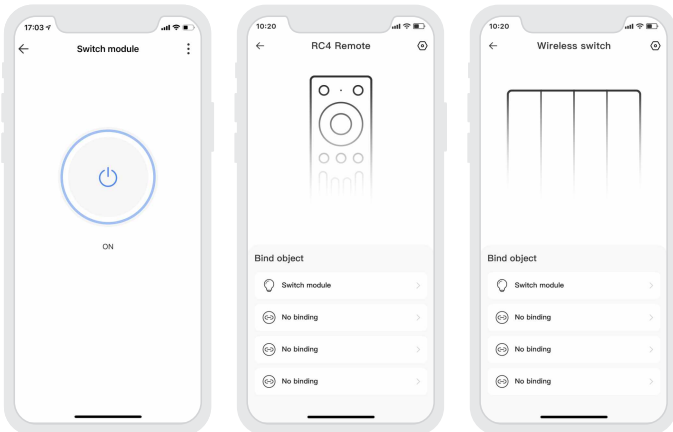 17:03
Switch module
ON
10:20
RC4 Remote
Bind object
Switch module
No binding
No binding
No binding
10:20
Wireless switch
Bind object
Switch module
No binding
No binding
No binding